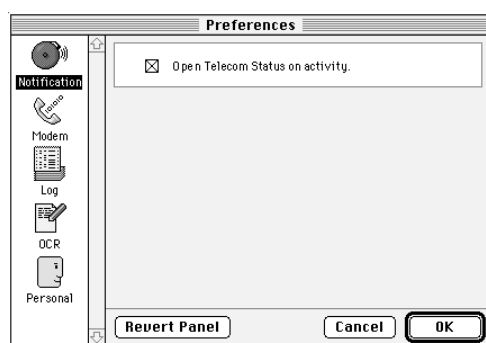 Preferences
Notification
Open Telecom Status on activity.
Modem
Log
OCR
Personal
Revert Panel
Cancel
OK